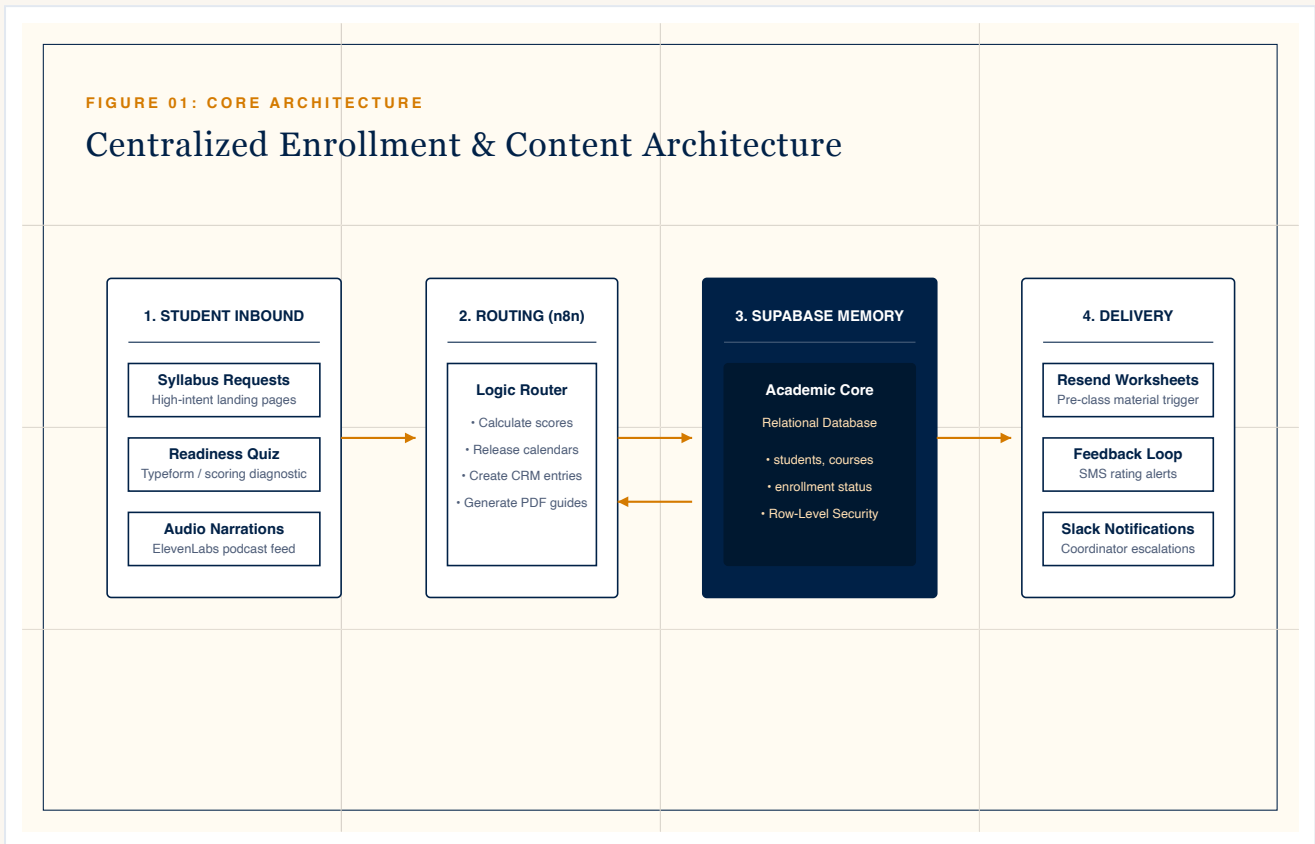 FIGURE 01: CORE ARCHITECTURE
Centralized Enrollment & Content Architecture
1. STUDENT INBOUND
Syllabus Requests
High-intent landing pages
Readiness Quiz
Typeform / scoring diagnostic
Audio Narrations
ElevenLabs podcast feed
2. ROUTING (n8n)
Logic Router
• Calculate scores
• Release calendars
• Create CRM entries
• Generate PDF guides
3. SUPABASE MEMORY
Academic Core
Relational Database
• students, courses
• enrollment status
• Row-Level Security
4. DELIVERY
Resend Worksheets
Pre-class material trigger
Feedback Loop
SMS rating alerts
Slack Notifications
Coordinator escalations